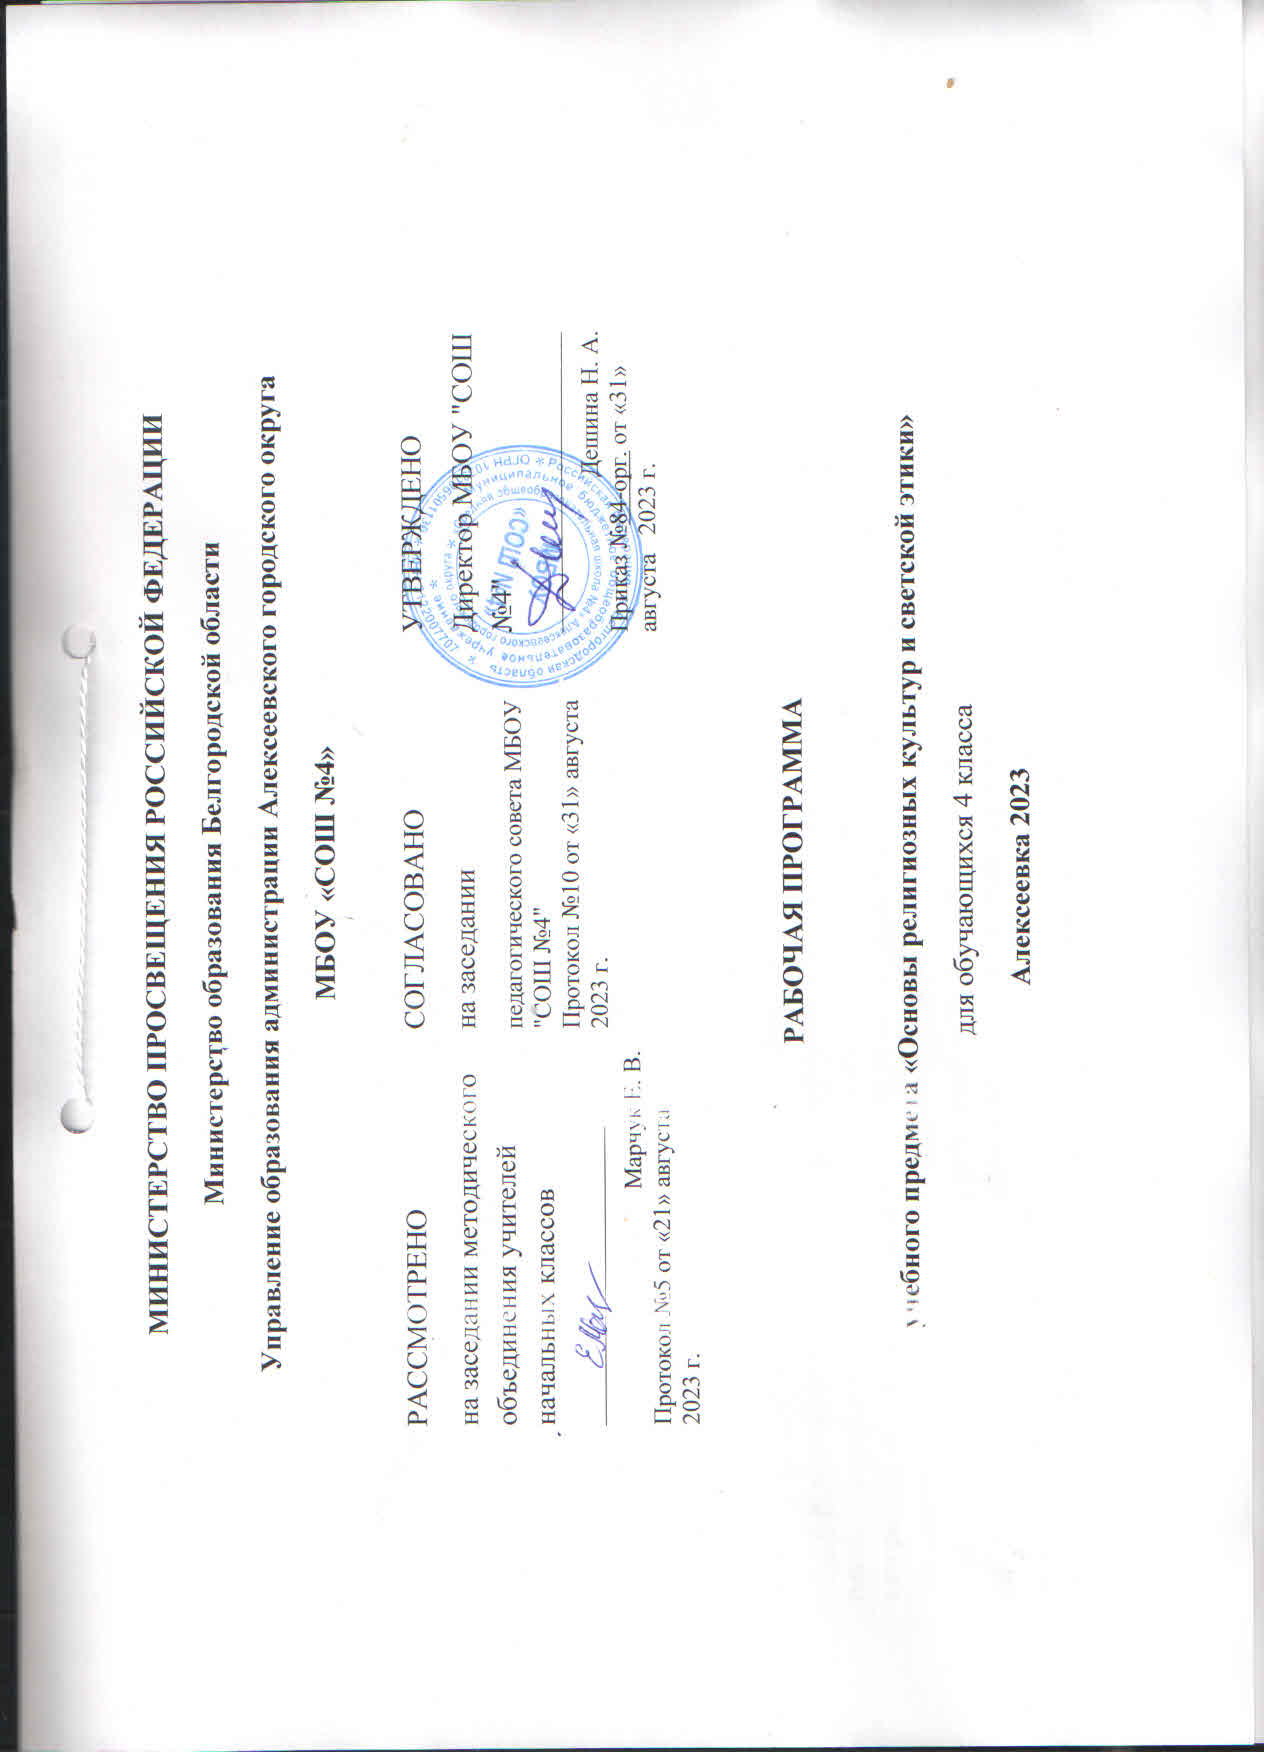 МИНИСТЕРСТВО ПРОСВЕЩЕНИЯ РОССИЙСКОЙ ФЕДЕРАЦИИ
Министерство образования Белгородской области
Управление образования администрации Алексеевского городского округа
МБОУ «СОШ №4»
РАССМОТРЕНО
на заседании методического
объединения учителей
начальных классов
Марчук Е. В.
Протокол №5 от «21» августа
2023 г.
СОГЛАСОВАНО
на заседании
педагогического совета МБОУ
"СОШ №4"
Протокол №10 от «31» августа
2023 г.
УТВЕРЖДЕНО
Директор МБОУ "СОШ
№4"
Дешина Н. А.
Приказ №84-орг. от «31»
августа 2023 г.
РАБОЧАЯ ПРОГРАММА
учебного предмета «Основы религиозных культур и светской этики»
для обучающихся 4 класса
Алексеевка 2023